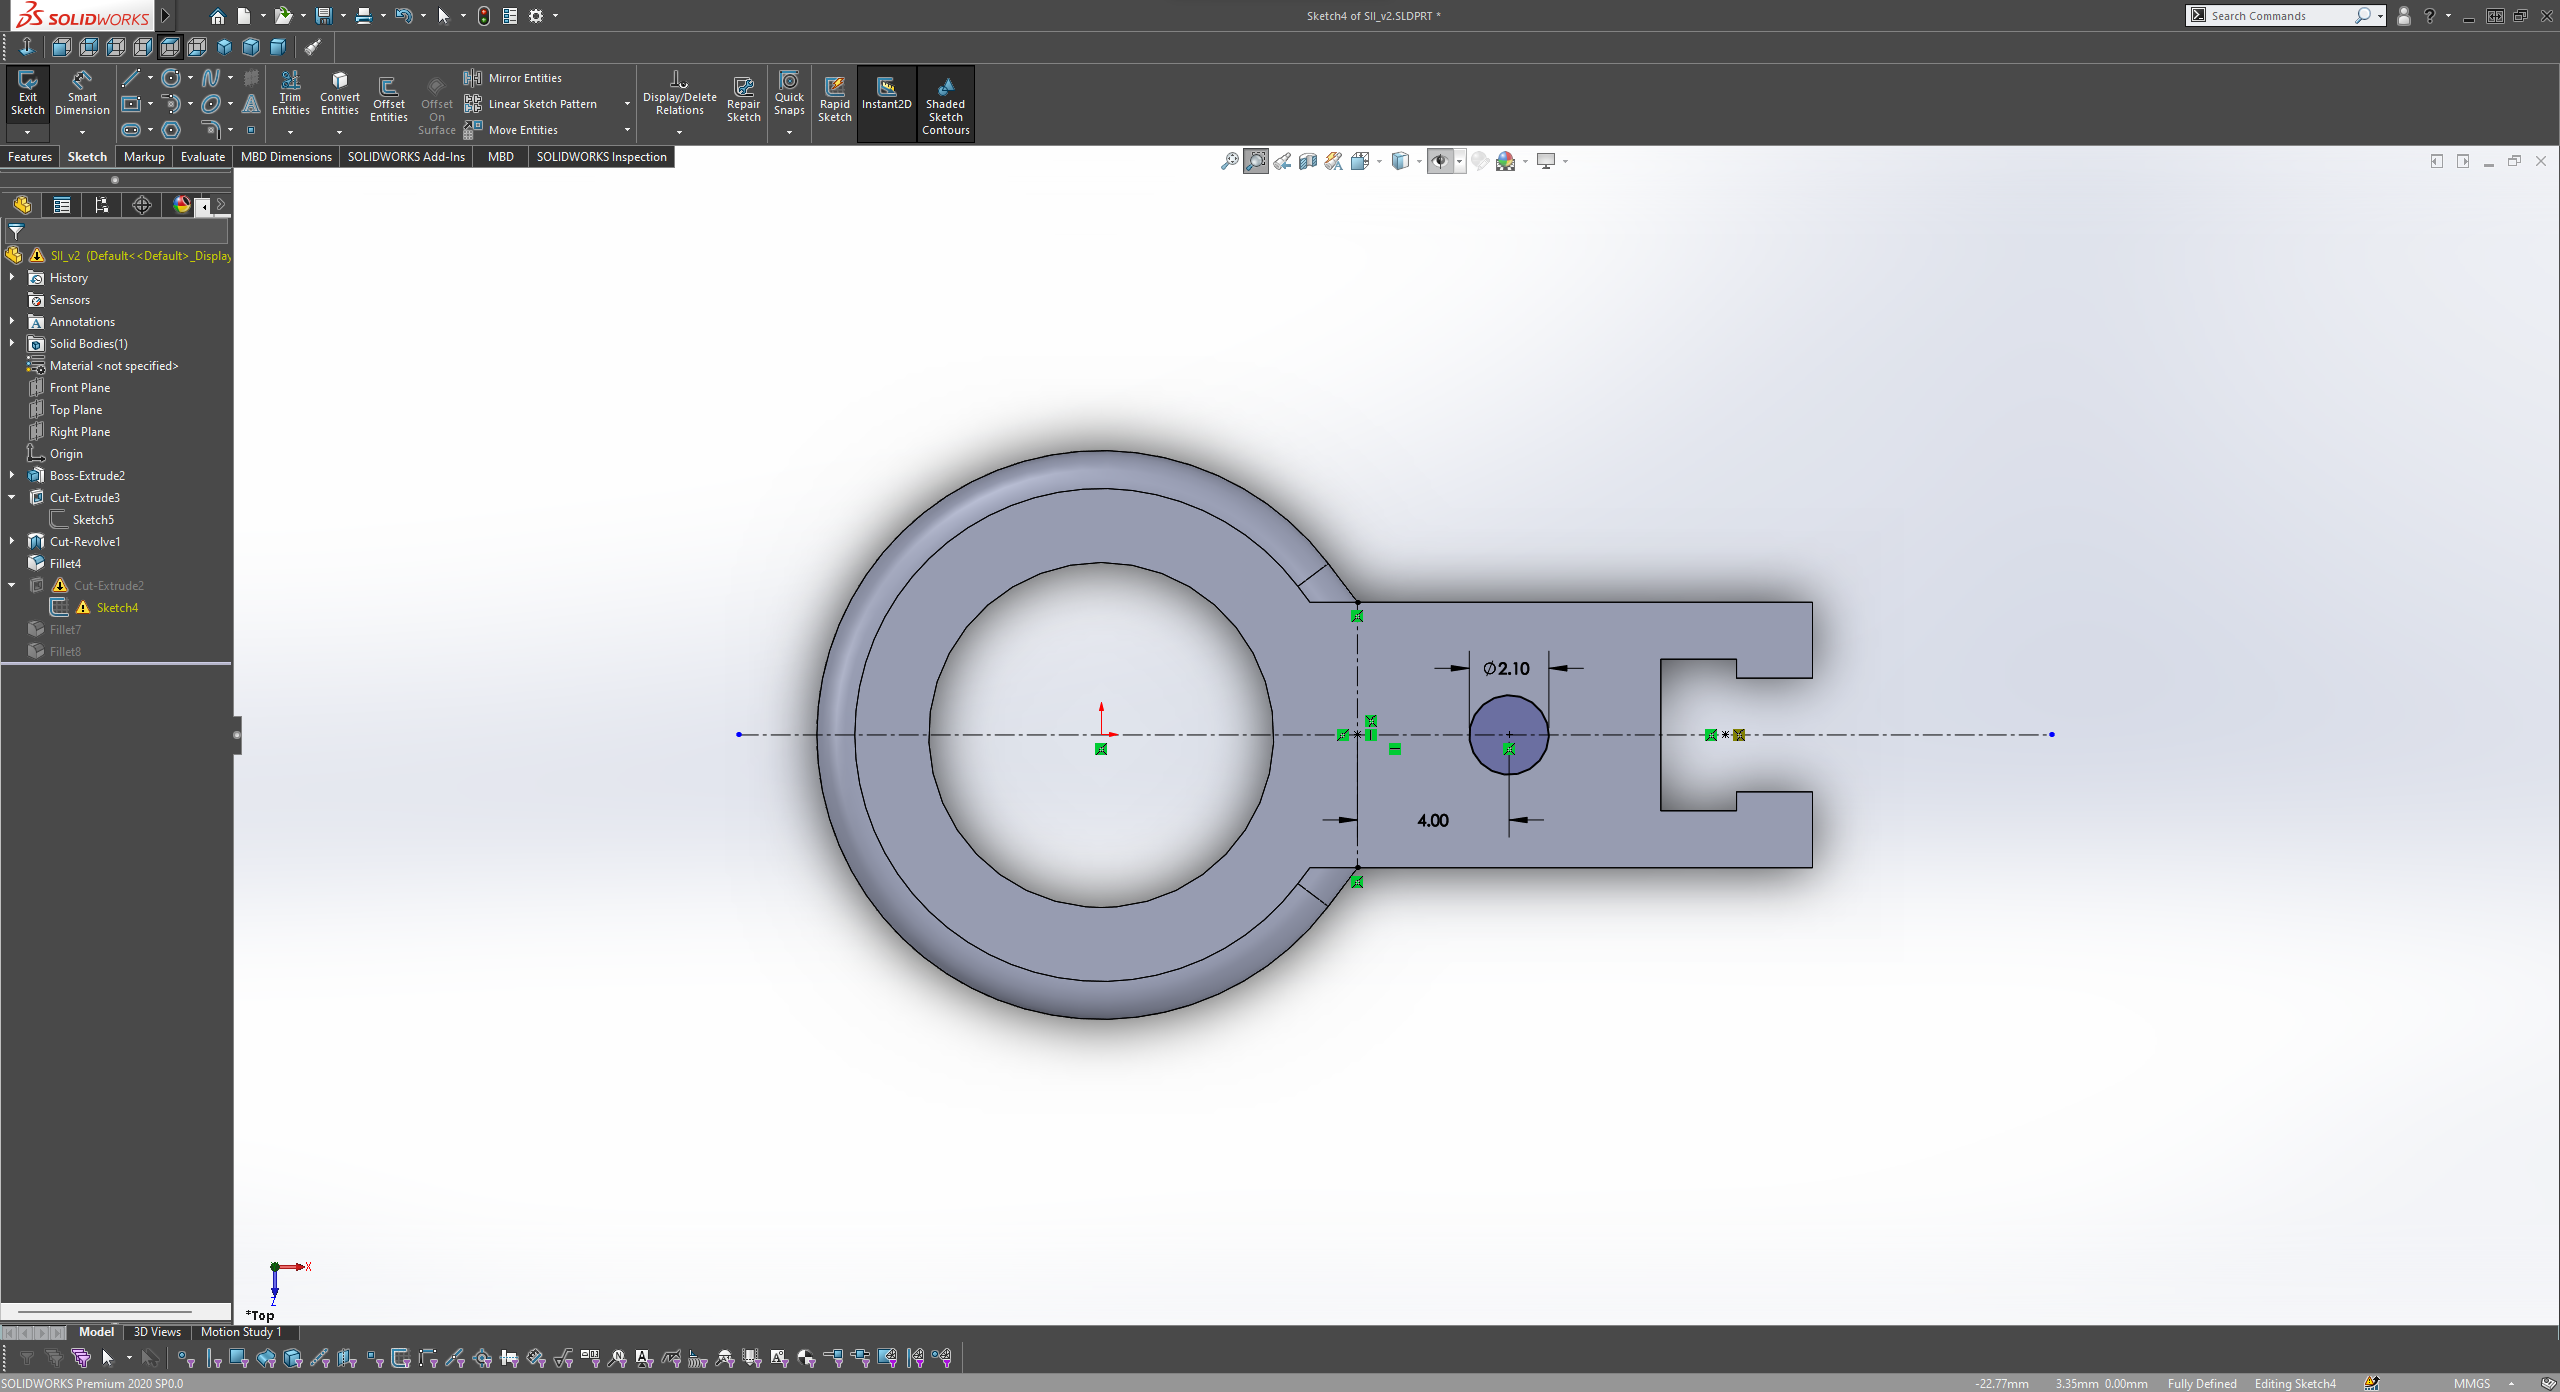 SOLIDWORKS
Sketch4 of SII_v2.SLDPRT *
Search Commands
Exit Sketch
Smart Dimension
Trim Entities
Convert Entities
Offset Entities
Offset On Surface
Mirror Entities
Linear Sketch Pattern
Move Entities
Display/Delete Relations
Repair Sketch
Quick Snaps
Rapid Sketch
Instant2D
Shaded Sketch Contours
Features Sketch Markup Evaluate MBD Dimensions SOLIDWORKS Add-Ins MBD SOLIDWORKS Inspection
SII_v2 (Default<<Default>_Display
History
Sensors
Annotations
Solid Bodies(1)
Material <not specified>
Front Plane
Top Plane
Right Plane
Origin
Boss-Extrude2
Cut-Extrude3
Sketch5
Cut-Revolve1
Fillet4
Cut-Extrude2
Sketch4
Fillet7
Fillet8
∅2.10
4.00
X
Z
*Top
Model 3D Views Motion Study 1
SOLIDWORKS Premium 2020 SP0.0
-22.77mm 3.35mm 0.00mm Fully Defined Editing Sketch4 MMGS